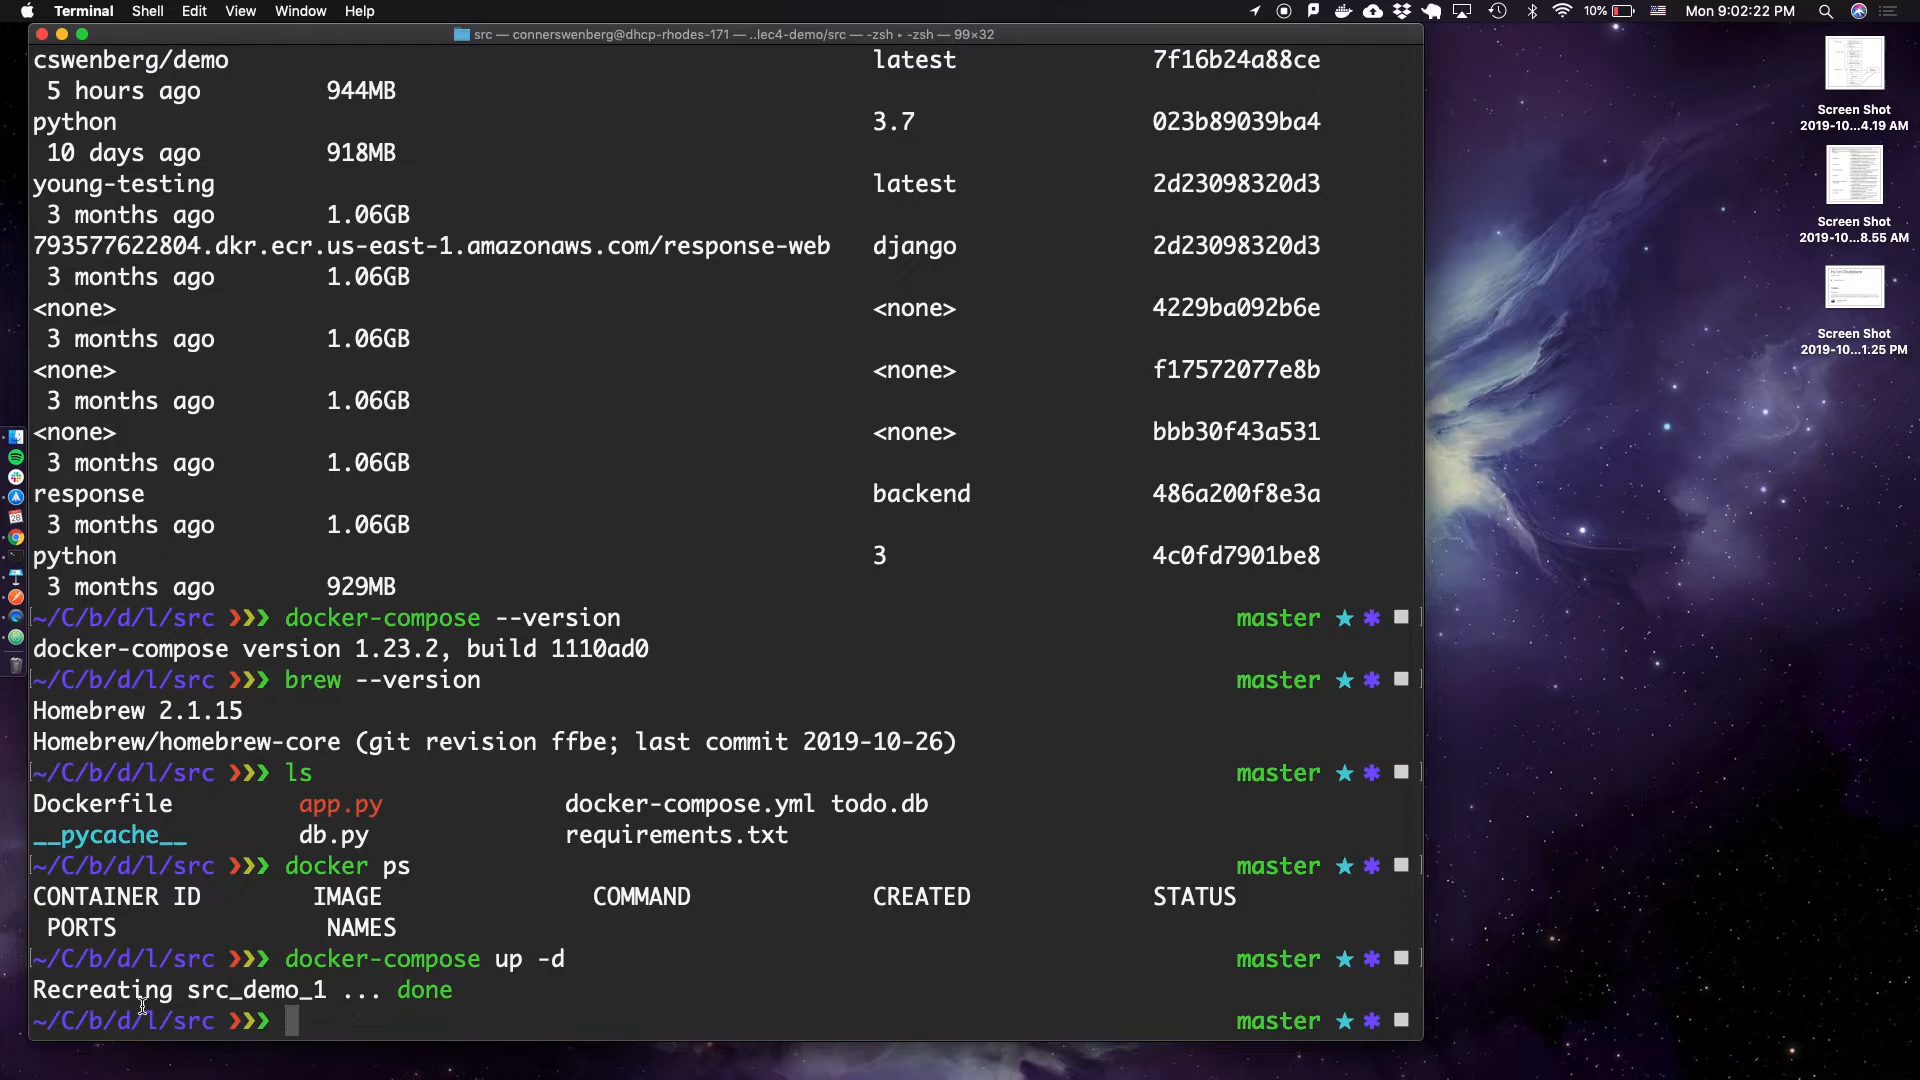 Terminal Shell Edit View Window Help 10% Mon 9:02:22 PM
src — connerswenberg@dhcp-rhodes-171 — ..lec4-demo/src — -zsh ▸ -zsh — 99×32
cswenberg/demo latest 7f16b24a88ce
5 hours ago 944MB
python 3.7 023b89039ba4
10 days ago 918MB
young-testing latest 2d23098320d3
3 months ago 1.06GB
793577622804.dkr.ecr.us-east-1.amazonaws.com/response-web django 2d23098320d3
3 months ago 1.06GB
<none> <none> 4229ba092b6e
3 months ago 1.06GB
<none> <none> f17572077e8b
3 months ago 1.06GB
<none> <none> bbb30f43a531
3 months ago 1.06GB
response backend 486a200f8e3a
3 months ago 1.06GB
python 3 4c0fd7901be8
3 months ago 929MB
~/C/b/d/l/src ❯❯❯ docker-compose --version master ★ ✱ ◼
docker-compose version 1.23.2, build 1110ad0
~/C/b/d/l/src ❯❯❯ brew --version master ★ ✱ ◼
Homebrew 2.1.15
Homebrew/homebrew-core (git revision ffbe; last commit 2019-10-26)
~/C/b/d/l/src ❯❯❯ ls master ★ ✱ ◼
Dockerfile app.py docker-compose.yml todo.db
__pycache__ db.py requirements.txt
~/C/b/d/l/src ❯❯❯ docker ps master ★ ✱ ◼
CONTAINER ID IMAGE COMMAND CREATED STATUS
PORTS NAMES
~/C/b/d/l/src ❯❯❯ docker-compose up -d master ★ ✱ ◼
Recreating src_demo_1 ... done
~/C/b/d/l/src ❯❯❯ master ★ ✱ ◼
Screen Shot
2019-10...4.19 AM
Screen Shot
2019-10...8.55 AM
Screen Shot
2019-10...1.25 PM